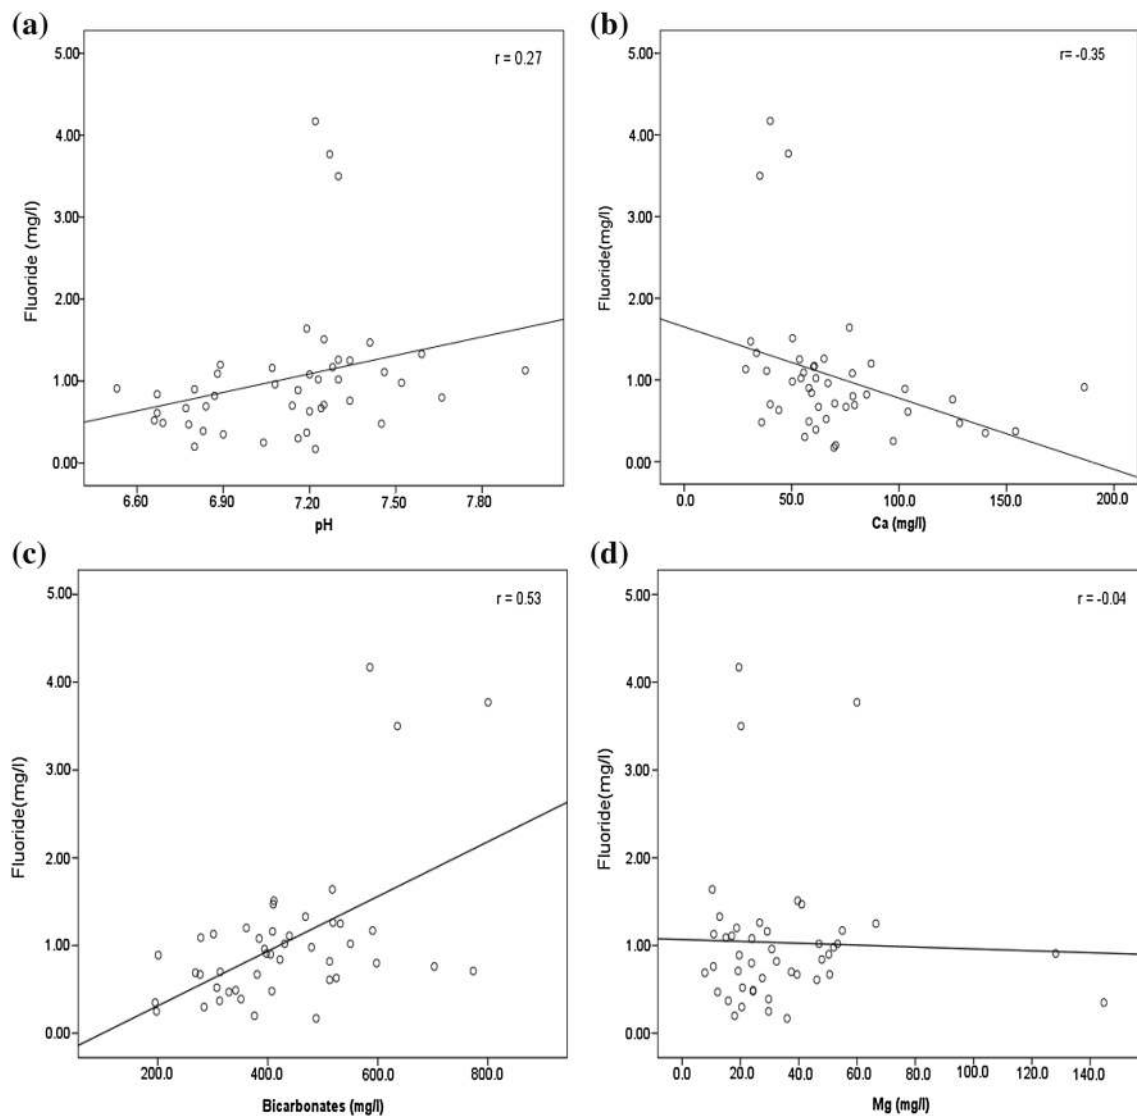 (a)
r = 0.27
5.00
4.00
3.00
2.00
1.00
0.00
Fluoride (mg/l)
6.60 6.90 7.20 7.50 7.80
pH
(b)
r= -0.35
5.00
4.00
3.00
2.00
1.00
0.00
Fluoride(mg/l)
0.0 50.0 100.0 150.0 200.0
Ca (mg/l)
(c)
r = 0.53
5.00
4.00
3.00
2.00
1.00
0.00
Fluoride(mg/l)
200.0 400.0 600.0 800.0
Bicarbonates (mg/l)
(d)
r = -0.04
5.00
4.00
3.00
2.00
1.00
0.00
Fluoride(mg/l)
0.0 20.0 40.0 60.0 80.0 100.0 120.0 140.0
Mg (mg/l)